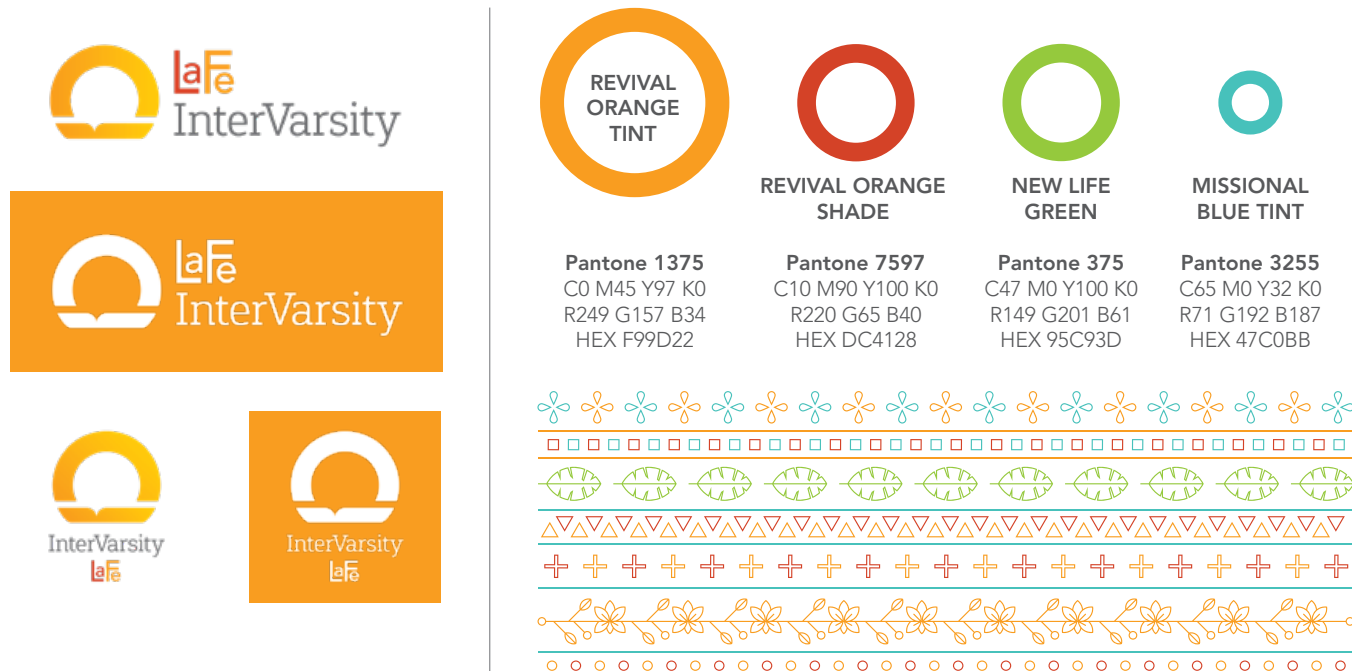 LaFe
InterVarsity
LaFe
InterVarsity
InterVarsity
LaFe
InterVarsity
LaFe
REVIVAL
ORANGE
TINT
REVIVAL ORANGE
SHADE
NEW LIFE
GREEN
MISSIONAL
BLUE TINT
Pantone 1375
C0 M45 Y97 K0
R249 G157 B34
HEX F99D22
Pantone 7597
C10 M90 Y100 K0
R220 G65 B40
HEX DC4128
Pantone 375
C47 M0 Y100 K0
R149 G201 B61
HEX 95C93D
Pantone 3255
C65 M0 Y32 K0
R71 G192 B187
HEX 47C0BB